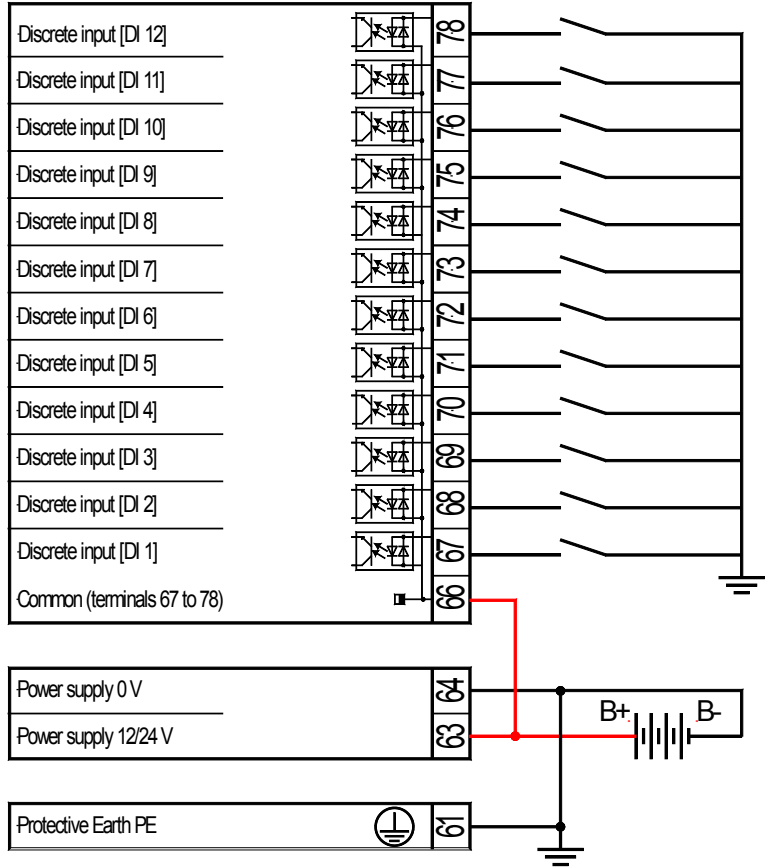 Discrete input [DI 12] 78
Discrete input [DI 11] 77
Discrete input [DI 10] 76
Discrete input [DI 9] 75
Discrete input [DI 8] 74
Discrete input [DI 7] 73
Discrete input [DI 6] 72
Discrete input [DI 5] 71
Discrete input [DI 4] 70
Discrete input [DI 3] 69
Discrete input [DI 2] 68
Discrete input [DI 1] 67
Common (terminals 67 to 78) 66
Power supply 0 V 64
B+ B-
Power supply 12/24 V 63
Protective Earth PE 61